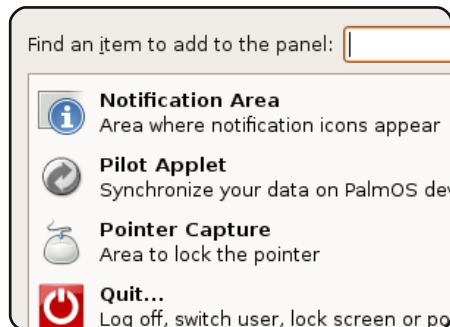 Find an item to add to the panel:
Notification Area
Area where notification icons appear
Pilot Applet
Synchronize your data on PalmOS
Pointer Capture
Area to lock the pointer
Quit...
Log off, switch user, lock screen or